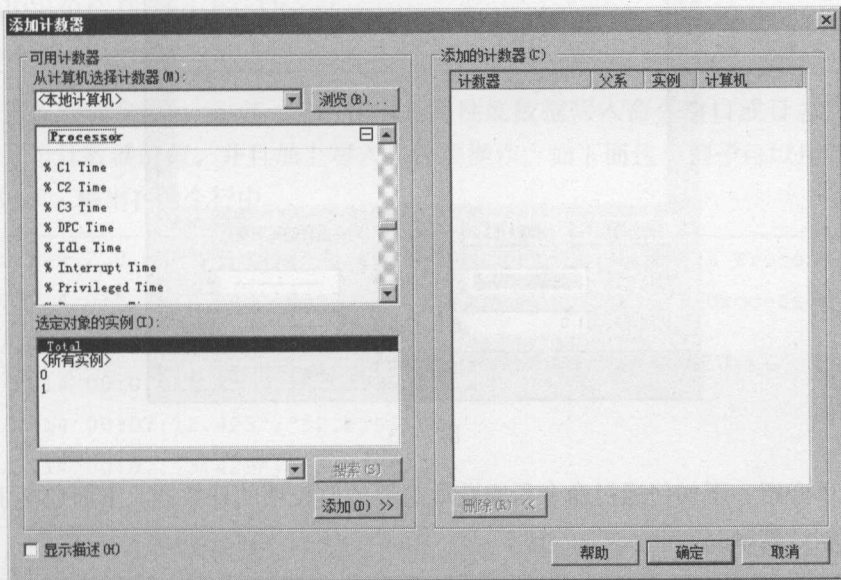 添加计数器
可用计数器
从计算机选择计数器(M):
<本地计算机>
浏览(B)...
Processor
% C1 Time
% C2 Time
% C3 Time
% DPC Time
% Idle Time
% Interrupt Time
% Privileged Time
选定对象的实例(I):
_Total
<所有实例>
0
1
搜索(S)
添加(D) >>
添加的计数器(C)
计数器 父系 实例 计算机
删除(R) <<
显示描述(H)
帮助 确定 取消